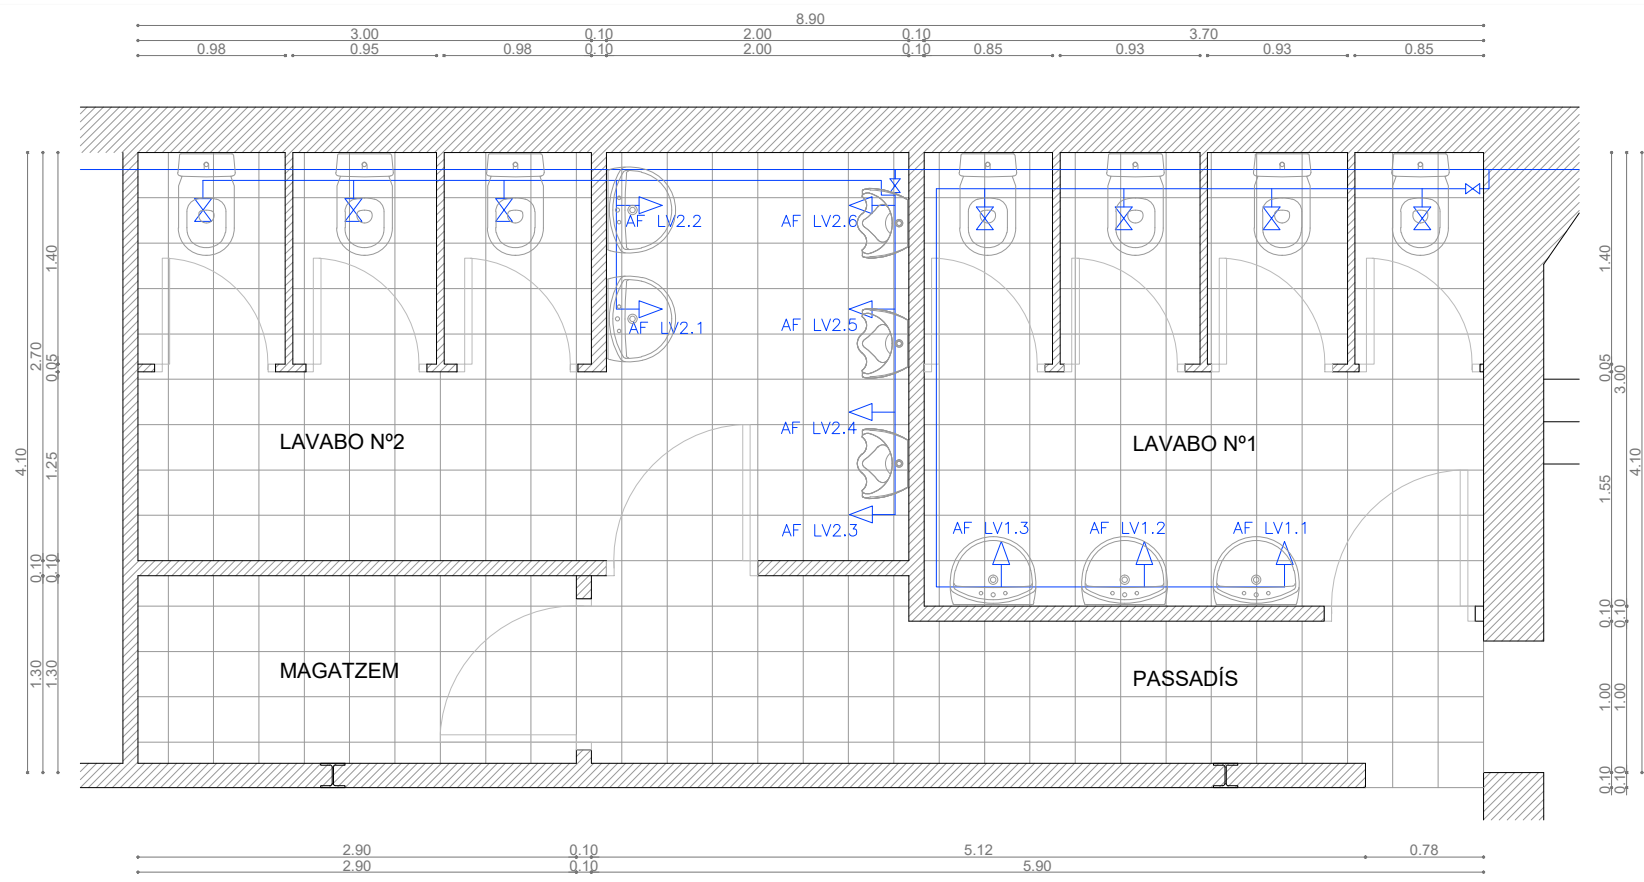 8.90
3.00 0.10 2.00 0.10 3.70
0.98 0.95 0.98 0.10 2.00 0.10 0.85 0.93 0.93 0.85
AF LV2.2 AF LV2.6
AF LV2.1 AF LV2.5
AF LV2.4
AF LV2.3
LAVABO Nº2
LAVABO Nº1
AF LV1.3 AF LV1.2 AF LV1.1
MAGATZEM
PASSADÍS
4.10
2.70 0.10 1.30
1.40 0.05 1.25 0.10 1.30
1.40 0.05 1.55 0.10 1.00 0.10
3.00 0.10 1.00 0.10
4.10
2.90 0.10 5.12 0.78
2.90 0.10 5.90